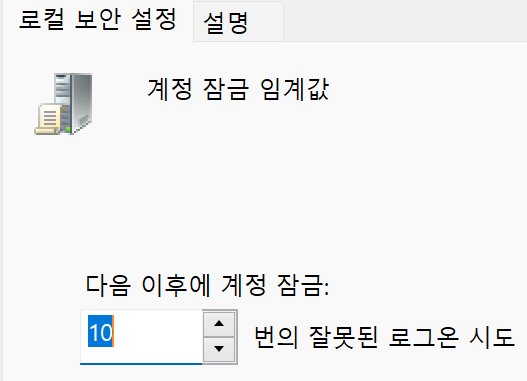 로컬 보안 설정
설명
계정 잠금 임계값
다음 이후에 계정 잠금:
10
번의 잘못된 로그온 시도